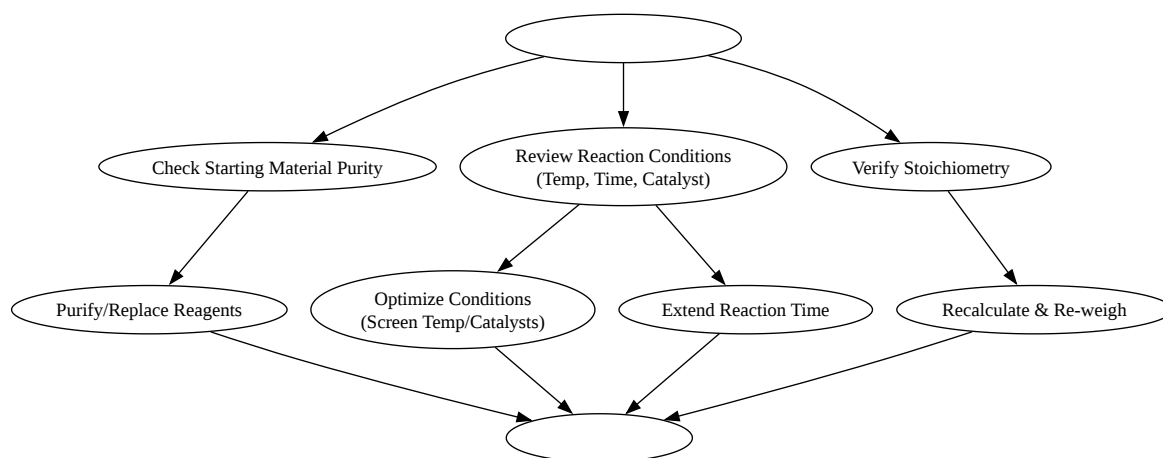 Check Starting Material Purity
Review Reaction Conditions
(Temp, Time, Catalyst)
Verify Stoichiometry
Purify/Replace Reagents
Optimize Conditions
(Screen Temp/Catalysts)
Extend Reaction Time
Recalculate & Re-weigh